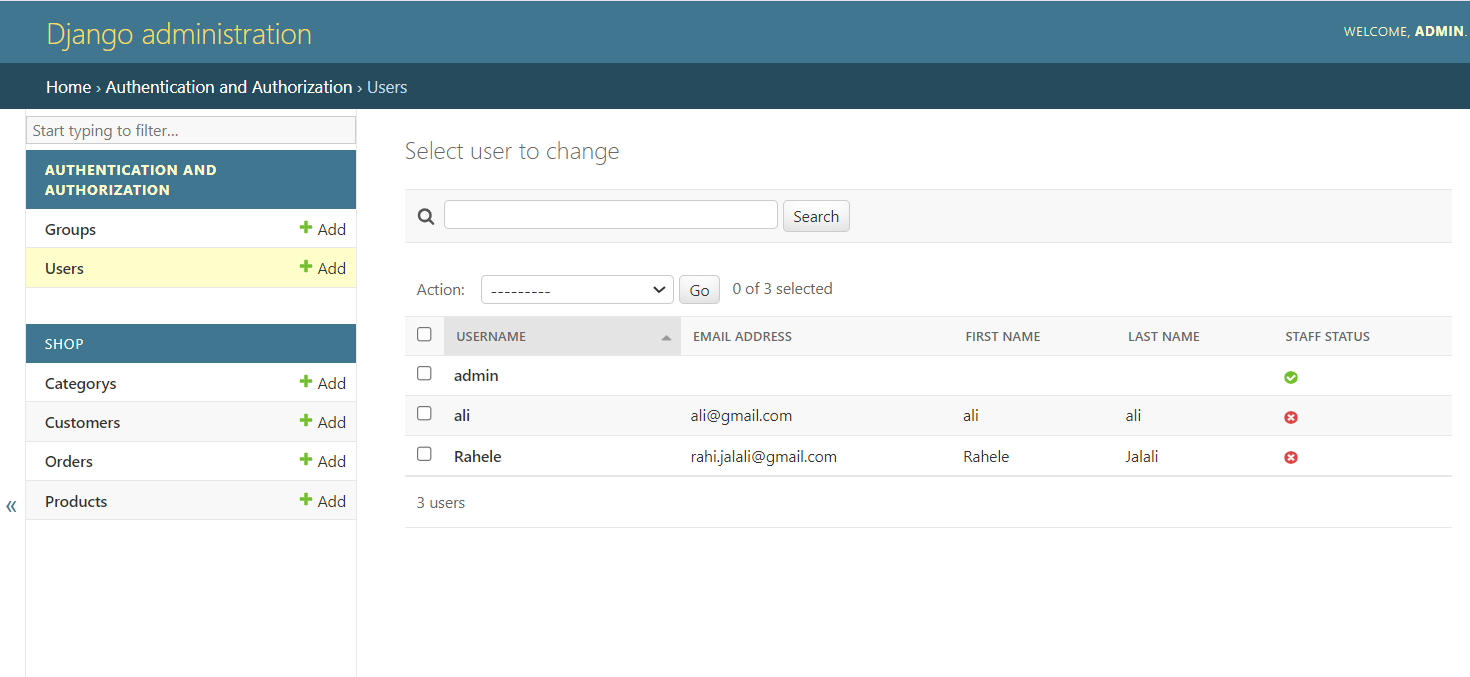 Django administration
WELCOME, ADMIN.
Home › Authentication and Authorization › Users
Start typing to filter...
AUTHENTICATION AND
AUTHORIZATION
Groups + Add
Users + Add
SHOP
Categorys + Add
Customers + Add
Orders + Add
Products + Add
«
Select user to change
Search
Action: --------- Go 0 of 3 selected
USERNAME EMAIL ADDRESS FIRST NAME LAST NAME STAFF STATUS
admin
ali ali@gmail.com ali ali
Rahele rahi.jalali@gmail.com Rahele Jalali
3 users